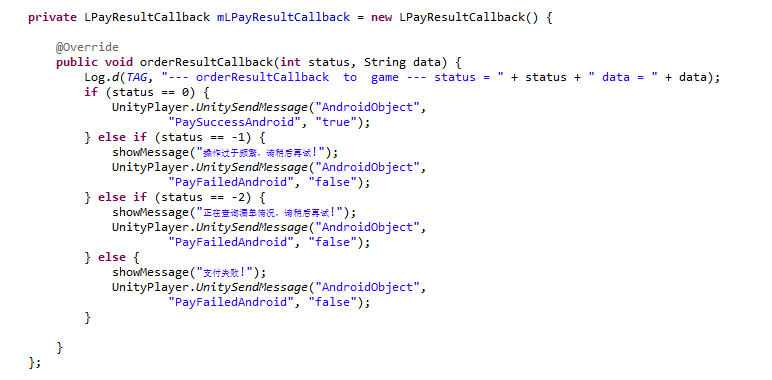 private LPayResultCallback mLPayResultCallback = new LPayResultCallback() {
@Override
public void orderResultCallback(int status, String data) {
Log.d(TAG, "--- orderResultCallback  to  game --- status = " + status + " data = " + data);
if (status == 0) {
UnityPlayer.UnitySendMessage("AndroidObject",
"PaySuccessAndroid", "true");
} else if (status == -1) {
showMessage("操作过于频繁，请稍后再试!");
UnityPlayer.UnitySendMessage("AndroidObject",
"PayFailedAndroid", "false");
} else if (status == -2) {
showMessage("正在查询漏单情况，请稍后再试!");
UnityPlayer.UnitySendMessage("AndroidObject",
"PayFailedAndroid", "false");
} else {
showMessage("支付失败!");
UnityPlayer.UnitySendMessage("AndroidObject",
"PayFailedAndroid", "false");
}
}
};